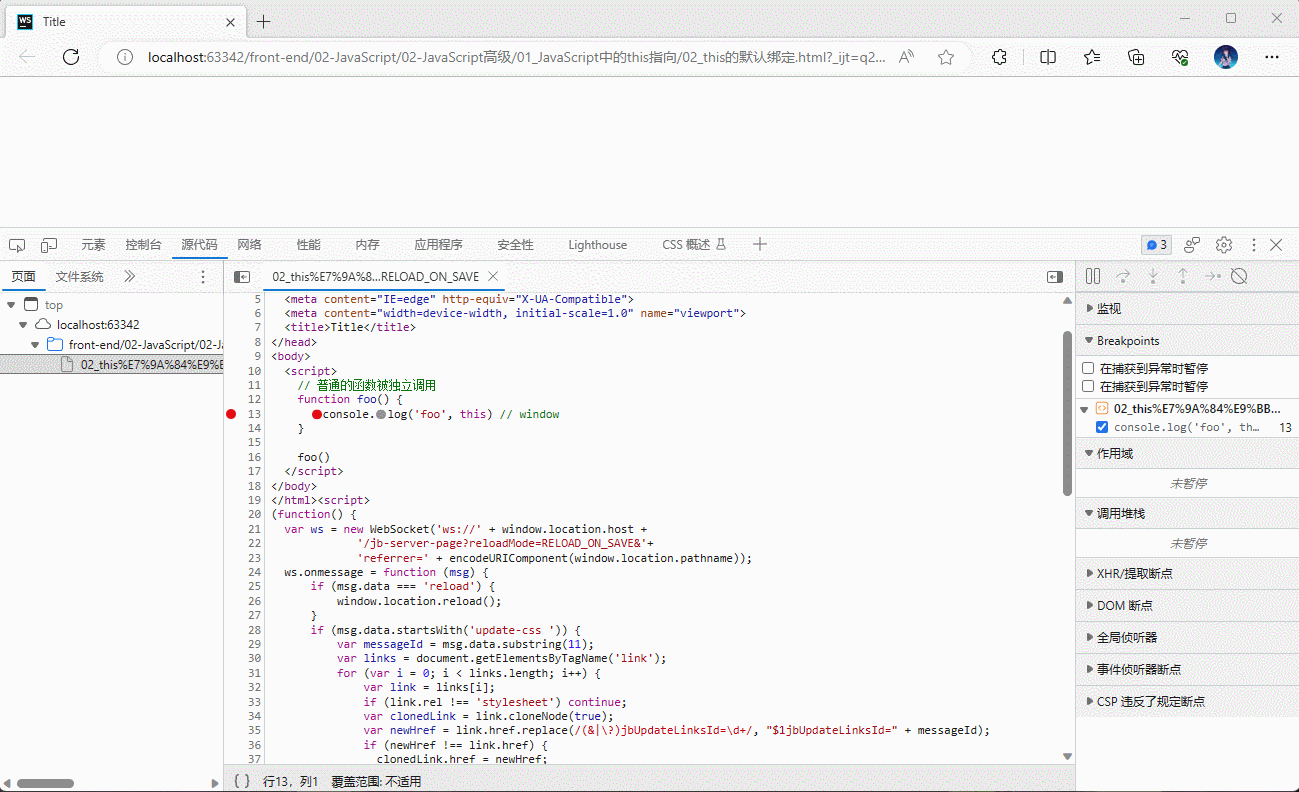 WS Title
localhost:63342/front-end/02-JavaScript/02-JavaScript高级/01_JavaScript中的this指向/02_this的默认绑定.html?_ijt=q2...
元素 控制台 源代码 网络 性能 内存 应用程序 安全性 Lighthouse CSS 概述 3
页面 文件系统
02_this%E7%9A%8...RELOAD_ON_SAVE
top
localhost:63342
front-end/02-JavaScript/02-J
02_this%E7%9A%84%E9%B
5 <meta content="IE=edge" http-equiv="X-UA-Compatible">
6 <meta content="width=device-width, initial-scale=1.0" name="viewport">
7 <title>Title</title>
8 </head>
9 <body>
10 <script>
11 // 普通的函数被独立调用
12 function foo() {
13 console.log('foo', this) // window
14 }
15
16 foo()
17 </script>
18 </body>
19 </html><script>
20 (function() {
21 var ws = new WebSocket('ws://' + window.location.host +
22 '/jb-server-page?reloadMode=RELOAD_ON_SAVE&'+
23 'referrer=' + encodeURIComponent(window.location.pathname));
24 ws.onmessage = function (msg) {
25 if (msg.data === 'reload') {
26 window.location.reload();
27 }
28 if (msg.data.startsWith('update-css ')) {
29 var messageId = msg.data.substring(11);
30 var links = document.getElementsByTagName('link');
31 for (var i = 0; i < links.length; i++) {
32 var link = links[i];
33 if (link.rel !== 'stylesheet') continue;
34 var clonedLink = link.cloneNode(true);
35 var newHref = link.href.replace(/(&|\?)jbUpdateLinksId=\d+/, "$1jbUpdateLinksId=" + messageId);
36 if (newHref !== link.href) {
37 clonedLink.href = newHref;
{ } 行13, 列1 覆盖范围: 不适用
监视
Breakpoints
在捕获到异常时暂停
在捕获到异常时暂停
02_this%E7%9A%84%E9%BB...
console.log('foo', th… 13
作用域
未暂停
调用堆栈
未暂停
XHR/提取断点
DOM 断点
全局侦听器
事件侦听器断点
CSP 违反了规定断点